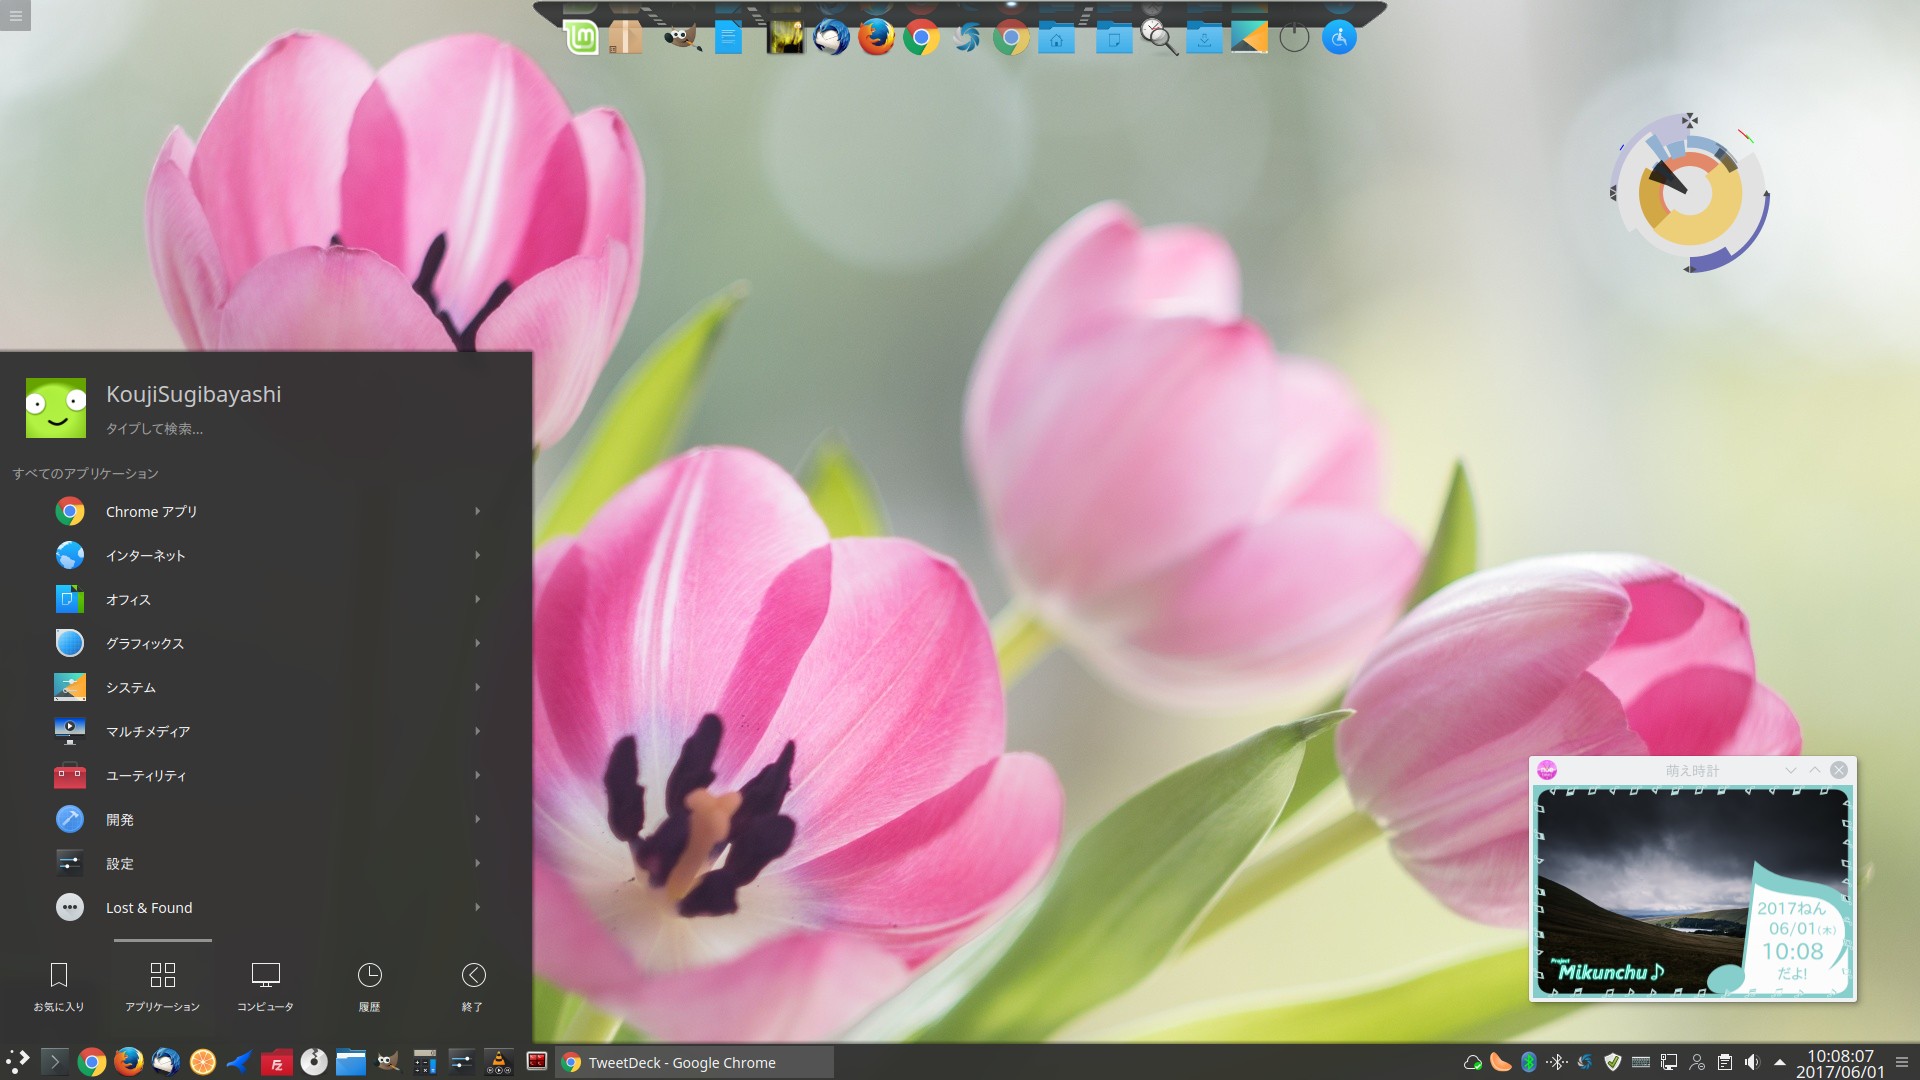 KoujiSugibayashi
タイプして検索...
すべてのアプリケーション
Chrome アプリ
インターネット
オフィス
グラフィックス
システム
マルチメディア
ユーティリティ
開発
設定
Lost & Found
お気に入り
アプリケーション
コンピュータ
履歴
終了
萌え時計
2017ねん
06/01(木)
10:08
だよ!
Project
Mikunchu♪
TweetDeck - Google Chrome
10:08:07
2017/06/01